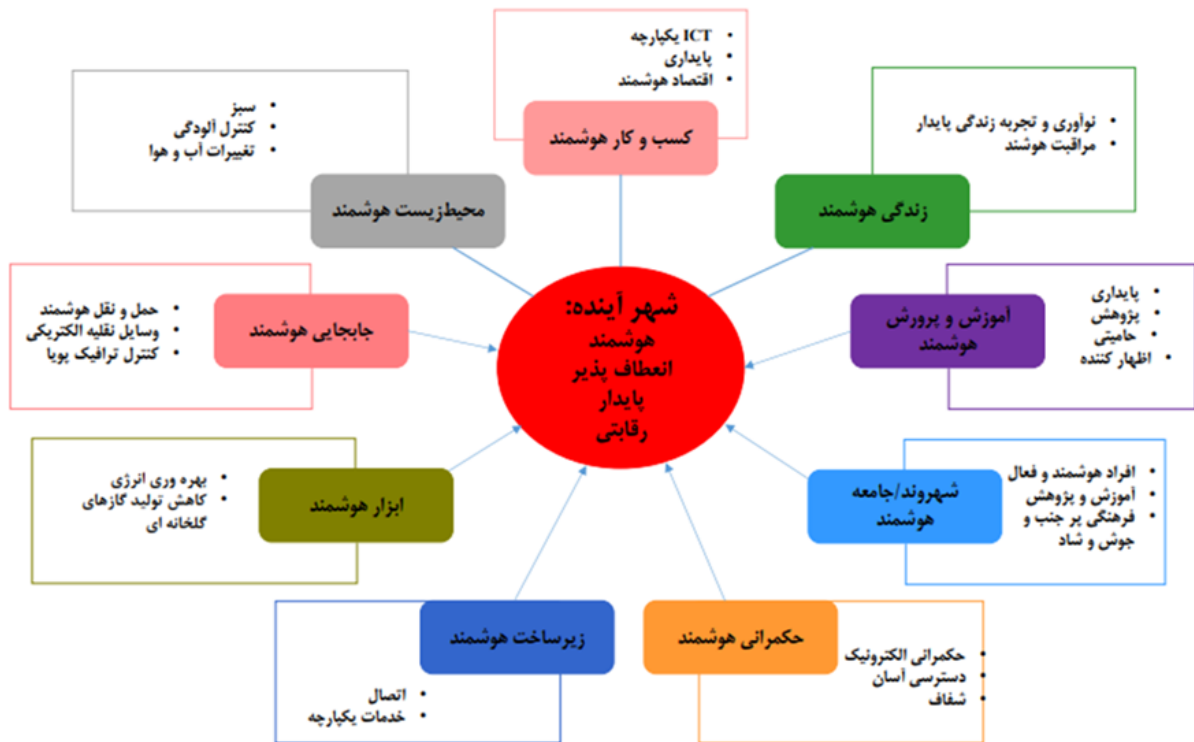 ICT یکپارچه
پایداری
اقتصاد هوشمند
کسب و کار هوشمند
نوآوری و تجربه زندگی پایدار
مراقبت هوشند
زندگی هوشمند
پایداری
پژوهش
حامیتی
اظهار کننده
آموزش و پرورش
هوشمند
افراد هوشمند و فعال
آموزش و پژوهش
فرهنگی پر جنب و
جوش و شاد
شهروند/جامعه
هوشمند
حکمرانی هوشمند
حکمرانی الکترونیک
دسترسی آسان
شفاف
زیرساخت هوشمند
اتصال
خدمات یکپارچه
بهره وری انرژی
کاهش تولید گازهای
گلخانه ای
ابزار هوشمند
حمل و نقل هوشمند
وسایل نقلیه الکتریکی
کنترل ترافیک پویا
جابجایی هوشمند
سبز
کنترل آلودگی
تغییرات آب و هوا
محیط‌زیست هوشمند
شهر آینده:
هوشمند
انعطاف پذیر
پایدار
رقابتی